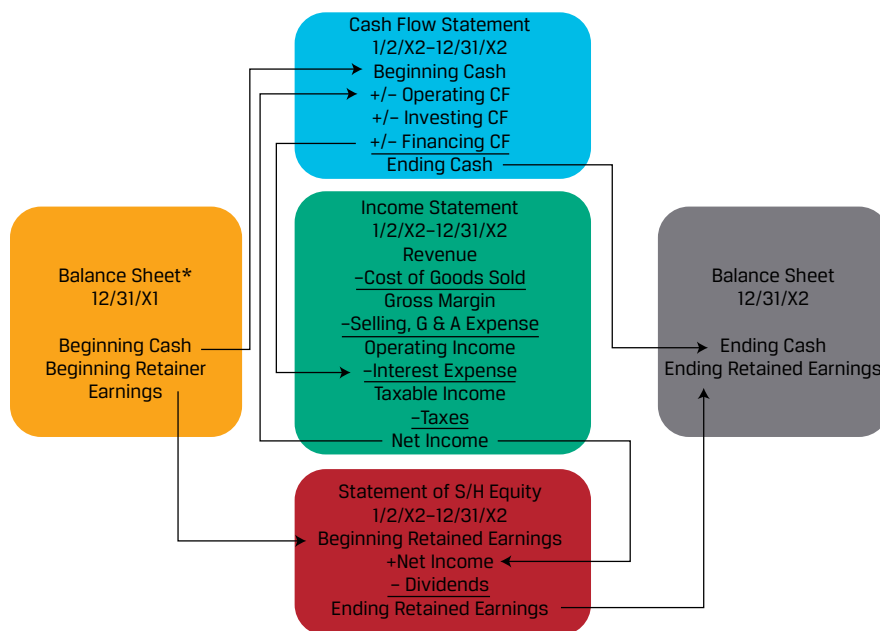 Cash Flow Statement
1/2/X2–12/31/X2
Beginning Cash
+/– Operating CF
+/– Investing CF
+/– Financing CF
Ending Cash
Income Statement
1/2/X2–12/31/X2
Revenue
–Cost of Goods Sold
Gross Margin
–Selling, G & A Expense
Operating Income
–Interest Expense
Taxable Income
–Taxes
Net Income
Balance Sheet*
12/31/X1
Beginning Cash
Beginning Retainer
Earnings
Balance Sheet
12/31/X2
Ending Cash
Ending Retained Earnings
Statement of S/H Equity
1/2/X2–12/31/X2
Beginning Retained Earnings
+Net Income
– Dividends
Ending Retained Earnings